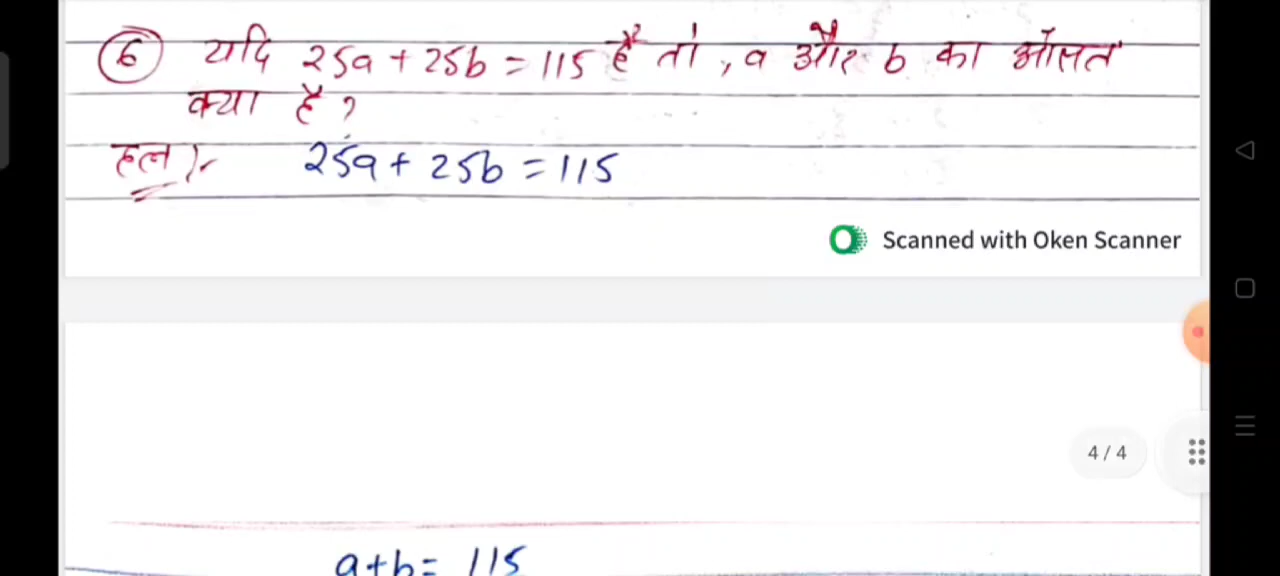 6 यदि 25a + 25b = 115 है तो , a और b का औसत
क्या है ?
हल :- 25a + 25b = 115
Scanned with Oken Scanner
4 / 4
a+b = 115